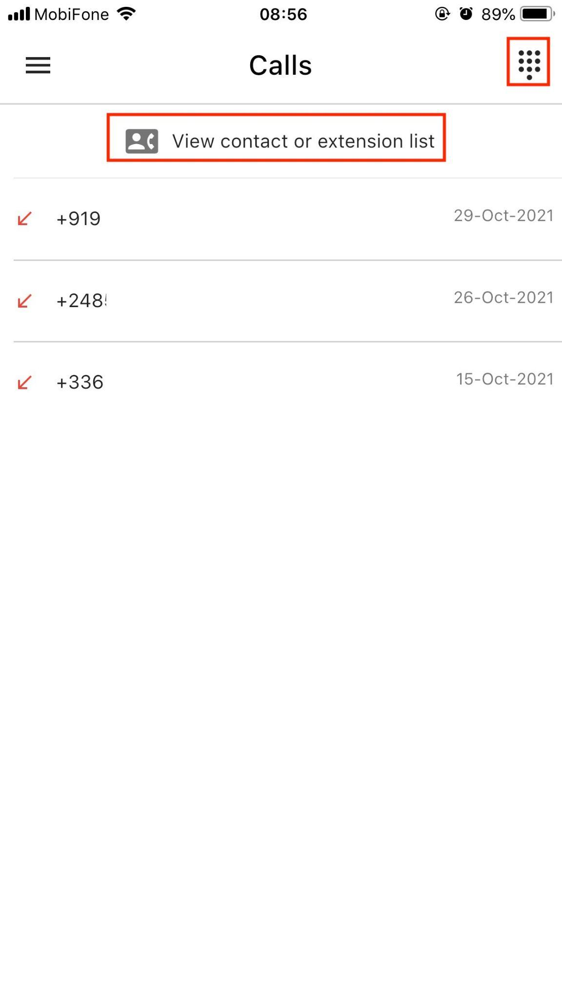 MobiFone 08:56 89%
Calls
View contact or extension list
+919 29-Oct-2021
+248 26-Oct-2021
+336 15-Oct-2021